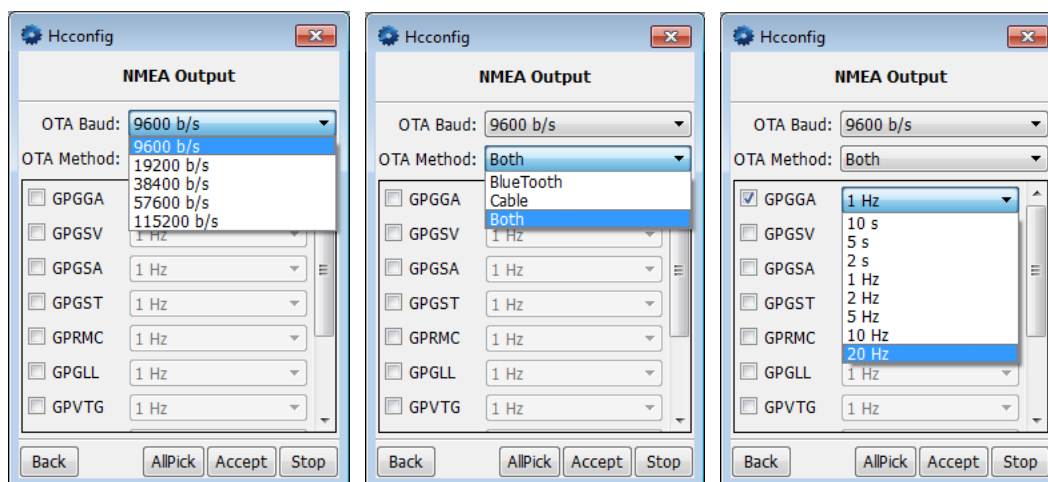 Hcconfig
NMEA Output
OTA Baud: 9600 b/s
9600 b/s
19200 b/s
38400 b/s
57600 b/s
115200 b/s
OTA Method:
GPGGA
GPGSV 1 Hz
GPGSA 1 Hz
GPGST 1 Hz
GPRMC 1 Hz
GPGLL 1 Hz
GPVTG 1 Hz
Back AllPick Accept Stop
Hcconfig
NMEA Output
OTA Baud: 9600 b/s
OTA Method: Both
BlueTooth
Cable
Both
GPGGA
GPGSV 1 Hz
GPGSA 1 Hz
GPGST 1 Hz
GPRMC 1 Hz
GPGLL 1 Hz
GPVTG 1 Hz
Back AllPick Accept Stop
Hcconfig
NMEA Output
OTA Baud: 9600 b/s
OTA Method: Both
GPGGA 1 Hz
10 s
5 s
2 s
1 Hz
2 Hz
5 Hz
10 Hz
20 Hz
GPGSV
GPGSA
GPGST
GPRMC
GPGLL 1 Hz
GPVTG 1 Hz
Back AllPick Accept Stop